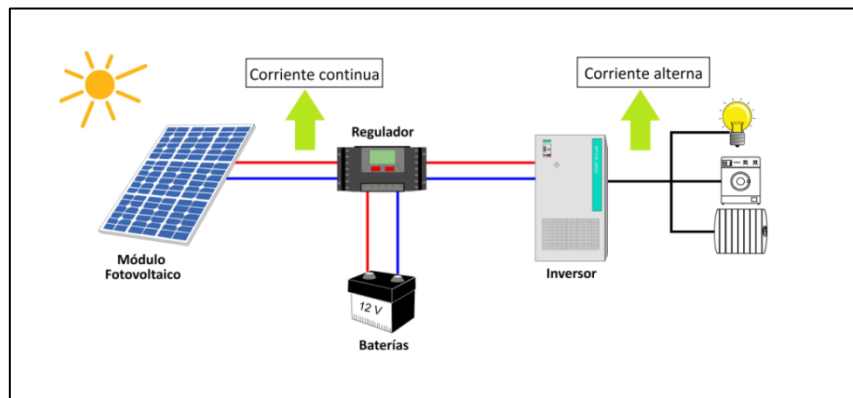 Corriente continua
Corriente alterna
Regulador
Módulo
Fotovoltaico
Inversor
12 V
Baterías